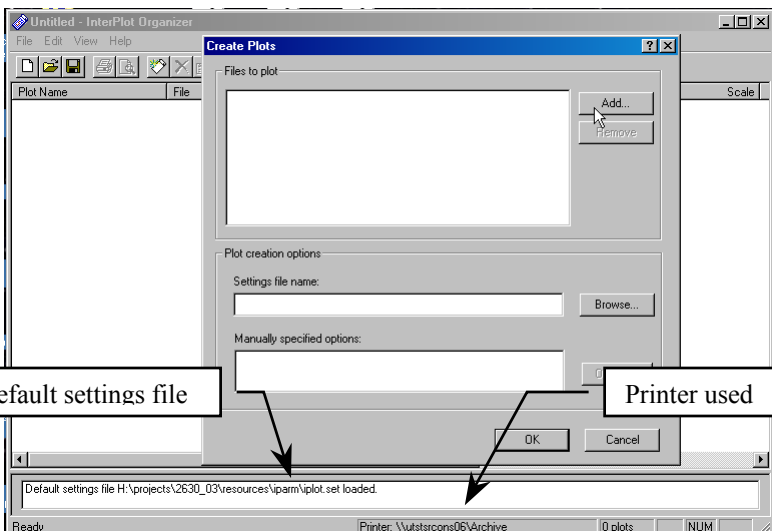 Untitled - InterPlot Organizer
File Edit View Help
Create Plots
Plot Name File Scale
Files to plot
Add...
Remove
Plot creation options
Settings file name:
Browse...
Manually specified options:
efault settings file
Printer used
OK Cancel
Default settings file H:\projects\2630_03\resources\iparm\iplot.set loaded.
Ready Printer: \\utstsrcons06\Archive 0 plots NUM